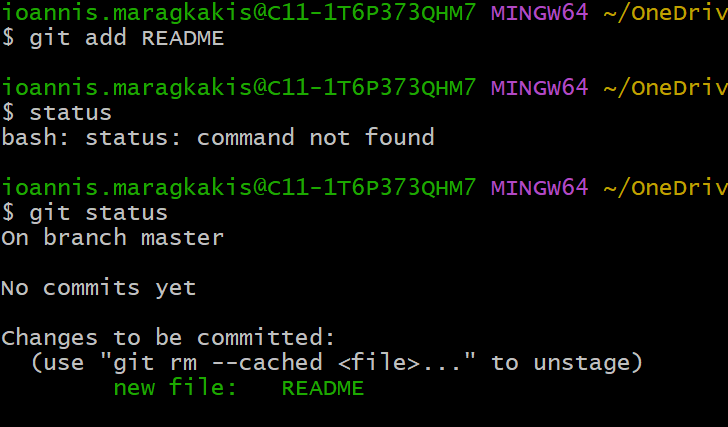 ioannis.maragkakis@C11-1T6P373QHM7 MINGW64 ~/OneDriv
$ git add README
ioannis.maragkakis@C11-1T6P373QHM7 MINGW64 ~/OneDriv
$ status
bash: status: command not found
ioannis.maragkakis@C11-1T6P373QHM7 MINGW64 ~/OneDriv
$ git status
On branch master
No commits yet
Changes to be committed:
  (use "git rm --cached <file>..." to unstage)
        new file:   README